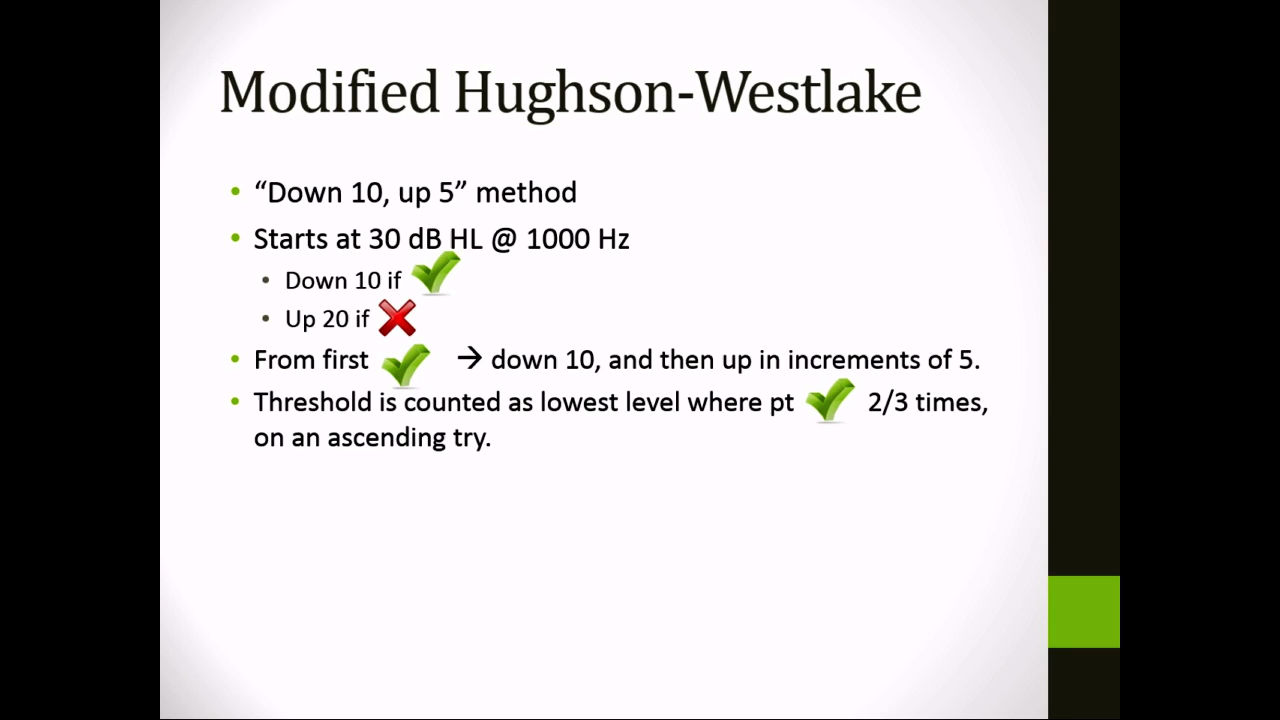 Modified Hughson-Westlake
• “Down 10, up 5” method
• Starts at 30 dB HL @ 1000 Hz
• Down 10 if ✔
• Up 20 if ❌
• From first ✔ → down 10, and then up in increments of 5.
• Threshold is counted as lowest level where pt ✔ 2/3 times,
on an ascending try.